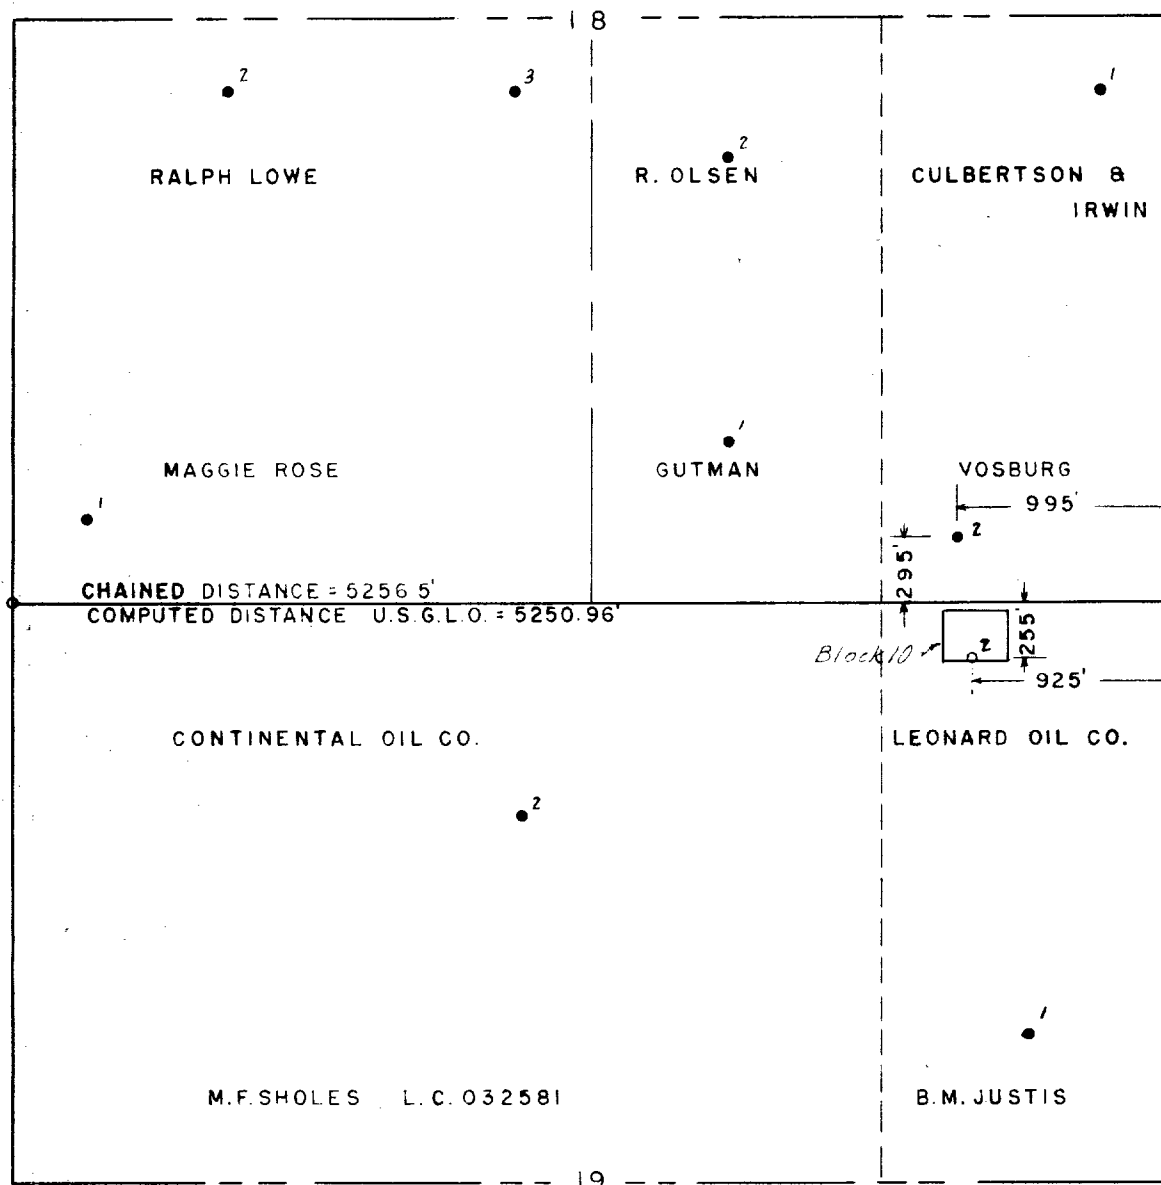 18
2
3
2
1
RALPH LOWE
R. OLSEN
CULBERTSON &
IRWIN
1
MAGGIE ROSE
GUTMAN
VOSBURG
995'
1
2
295'
CHAINED DISTANCE = 5256 5'
COMPUTED DISTANCE U.S.G.L.O. = 5250.96'
255'
Block 10
2
925'
CONTINENTAL OIL CO.
LEONARD OIL CO.
2
1
M.F. SHOLES L.C. 032581
B.M. JUSTIS
19